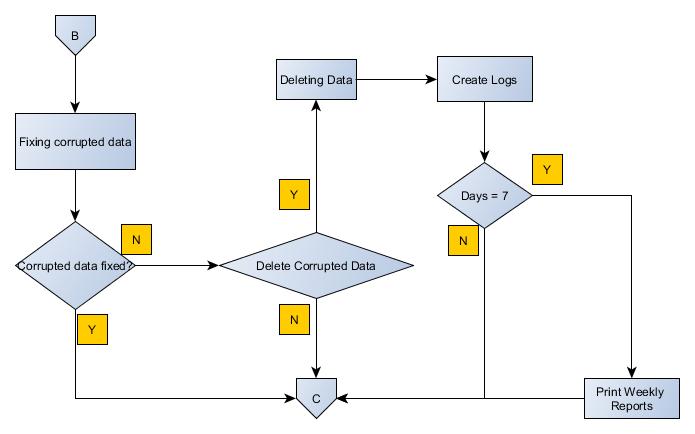 B
Deleting Data
Create Logs
Fixing corrupted data
Y
Days = 7
Y
N
N
Corrupted data fixed?
Delete Corrupted Data
Y
N
C
Print Weekly
Reports